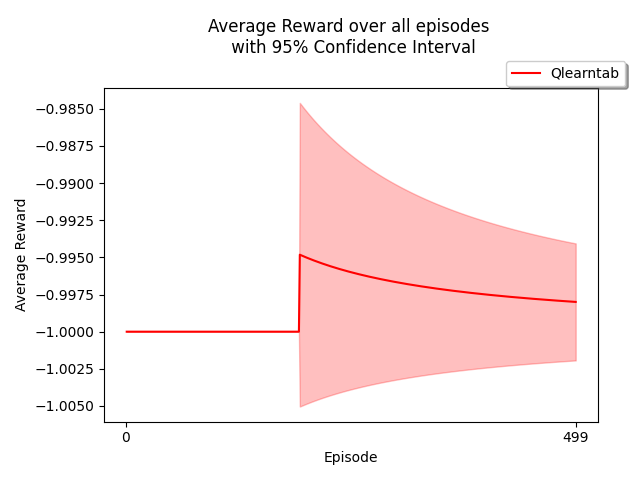 Average Reward over all episodes
with 95% Confidence Interval
Qlearntab
−0.9850
−0.9875
−0.9900
−0.9925
−0.9950
−0.9975
−1.0000
−1.0025
−1.0050
Average Reward
0
499
Episode